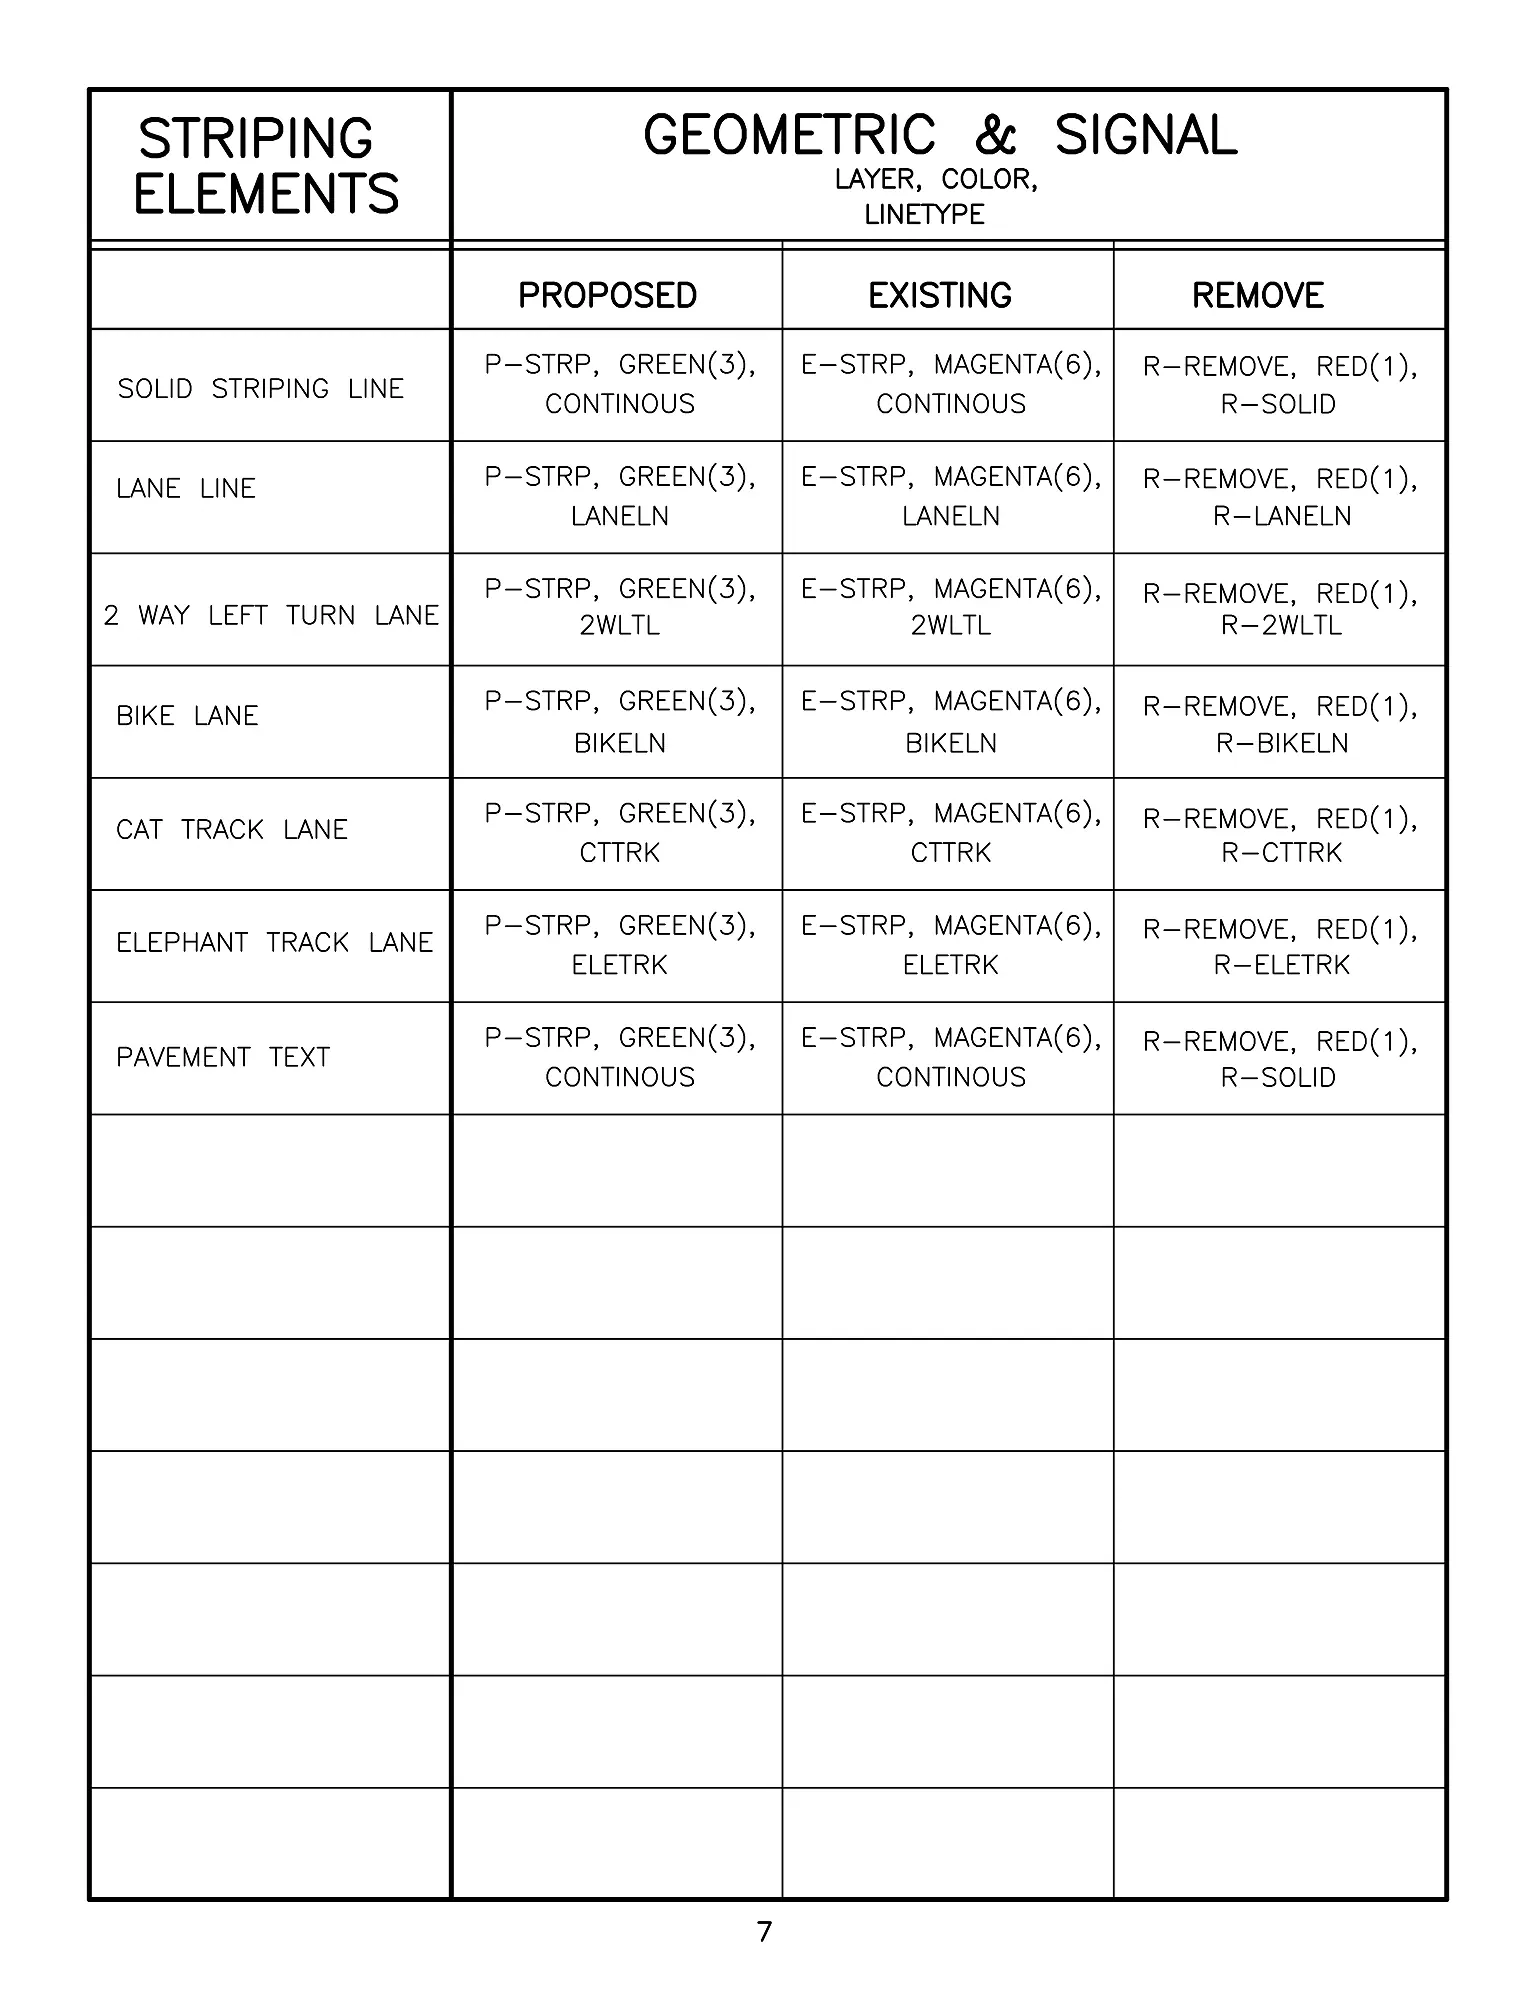 STRIPING
ELEMENTS
GEOMETRIC & SIGNAL
LAYER, COLOR,
LINETYPE
PROPOSED
EXISTING
REMOVE
SOLID STRIPING LINE
P-STRP, GREEN(3),
CONTINOUS
E-STRP, MAGENTA(6),
CONTINOUS
R-REMOVE, RED(1),
R-SOLID
LANE LINE
P-STRP, GREEN(3),
LANELN
E-STRP, MAGENTA(6),
LANELN
R-REMOVE, RED(1),
R-LANELN
2 WAY LEFT TURN LANE
P-STRP, GREEN(3),
2WLTL
E-STRP, MAGENTA(6),
2WLTL
R-REMOVE, RED(1),
R-2WLTL
BIKE LANE
P-STRP, GREEN(3),
BIKELN
E-STRP, MAGENTA(6),
BIKELN
R-REMOVE, RED(1),
R-BIKELN
CAT TRACK LANE
P-STRP, GREEN(3),
CTTRK
E-STRP, MAGENTA(6),
CTTRK
R-REMOVE, RED(1),
R-CTTRK
ELEPHANT TRACK LANE
P-STRP, GREEN(3),
ELETRK
E-STRP, MAGENTA(6),
ELETRK
R-REMOVE, RED(1),
R-ELETRK
PAVEMENT TEXT
P-STRP, GREEN(3),
CONTINOUS
E-STRP, MAGENTA(6),
CONTINOUS
R-REMOVE, RED(1),
R-SOLID
7